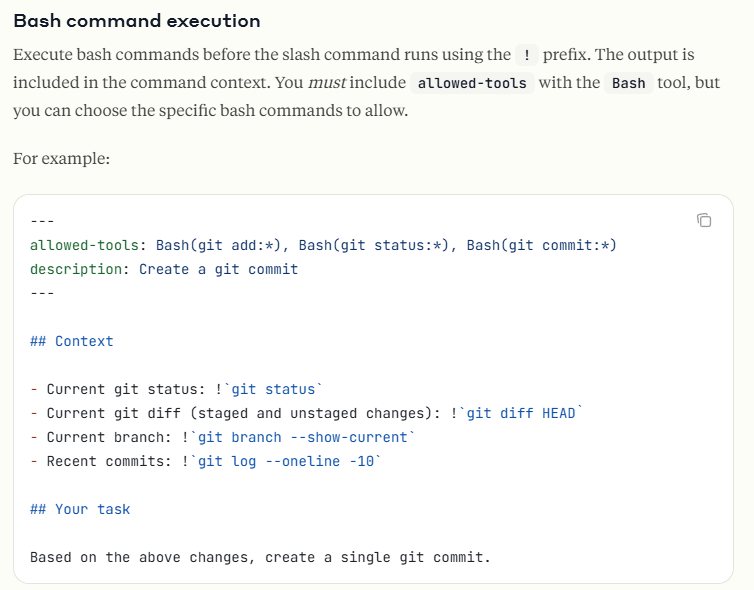 Bash command execution
Execute bash commands before the slash command runs using the ! prefix. The output is
included in the command context. You must include allowed-tools with the Bash tool, but
you can choose the specific bash commands to allow.
For example:
---
allowed-tools: Bash(git add:*), Bash(git status:*), Bash(git commit:*)
description: Create a git commit
---
## Context
- Current git status: !`git status`
- Current git diff (staged and unstaged changes): !`git diff HEAD`
- Current branch: !`git branch --show-current`
- Recent commits: !`git log --oneline -10`
## Your task
Based on the above changes, create a single git commit.